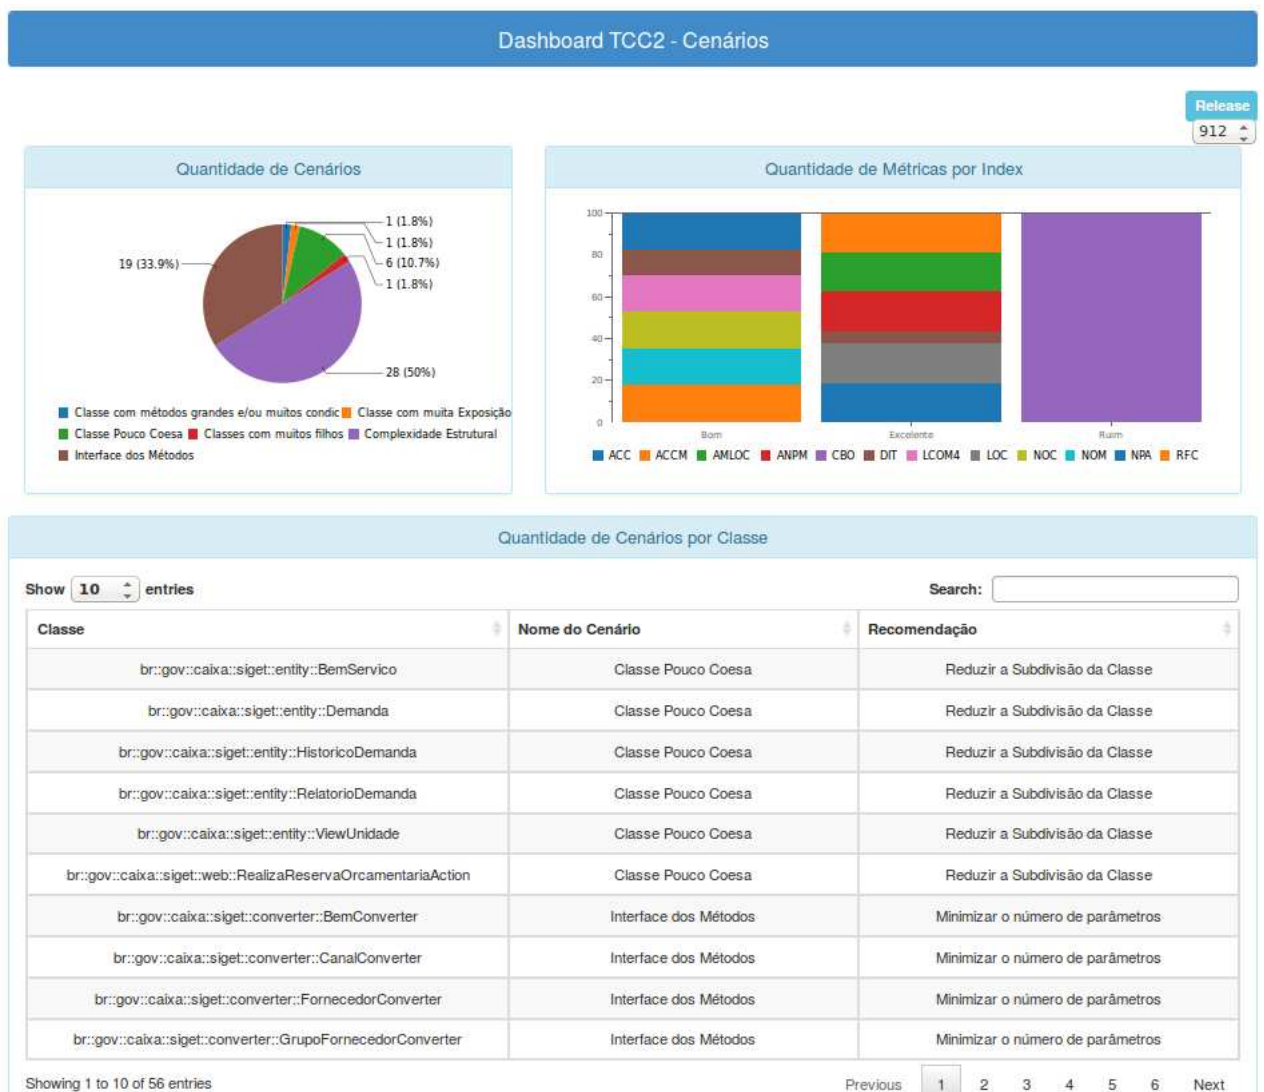 Dashboard TCC2 - Cenários
Release
912
Quantidade de Cenários
1 (1.8%)
1 (1.8%)
6 (10.7%)
1 (1.8%)
19 (33.9%)
28 (50%)
Classe com métodos grandes e/ou muitos condic Classe com muita Exposição
Classe Pouco Coesa Classes com muitos filhos Complexidade Estrutural
Interface dos Métodos
Quantidade de Métricas por Index
100
80
60
40
20
0
Bom Excelente Ruim
ACC ACCM AMLOC ANPM CBO DIT LCOM4 LOC NOC NOM NPA RFC
Quantidade de Cenários por Classe
Show 10 entries Search:
Classe Nome do Cenário Recomendação
br::gov::caixa::siget::entity::BemServico Classe Pouco Coesa Reduzir a Subdivisão da Classe
br::gov::caixa::siget::entity::Demanda Classe Pouco Coesa Reduzir a Subdivisão da Classe
br::gov::caixa::siget::entity::HistoricoDemanda Classe Pouco Coesa Reduzir a Subdivisão da Classe
br::gov::caixa::siget::entity::RelatorioDemanda Classe Pouco Coesa Reduzir a Subdivisão da Classe
br::gov::caixa::siget::entity::ViewUnidade Classe Pouco Coesa Reduzir a Subdivisão da Classe
br::gov::caixa::siget::web::RealizaReservaOrcamentariaAction Classe Pouco Coesa Reduzir a Subdivisão da Classe
br::gov::caixa::siget::converter::BemConverter Interface dos Métodos Minimizar o número de parâmetros
br::gov::caixa::siget::converter::CanalConverter Interface dos Métodos Minimizar o número de parâmetros
br::gov::caixa::siget::converter::FornecedorConverter Interface dos Métodos Minimizar o número de parâmetros
br::gov::caixa::siget::converter::GrupoFornecedorConverter Interface dos Métodos Minimizar o número de parâmetros
Showing 1 to 10 of 56 entries Previous 1 2 3 4 5 6 Next